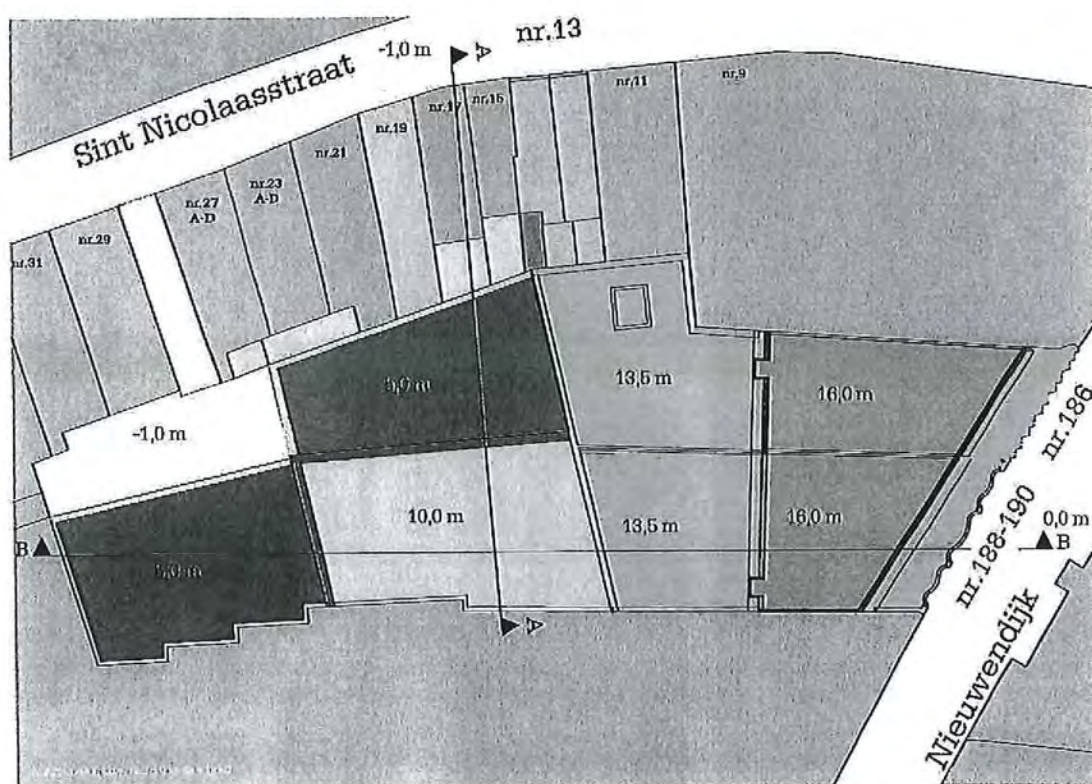 nr.13
-1,0 m
A
Sint Nicolaasstraat
nr.9
nr.11
nr.15
nr.17
nr.19
nr.21
nr.23
A-D
nr.27
A-D
nr.29
nr.31
5,0 m
13,5 m
16,0 m
-1,0 m
nr.186
10,0 m
13,5 m
16,0 m
nr.188-190
0,0 m
B
B
A
Nieuwendijk